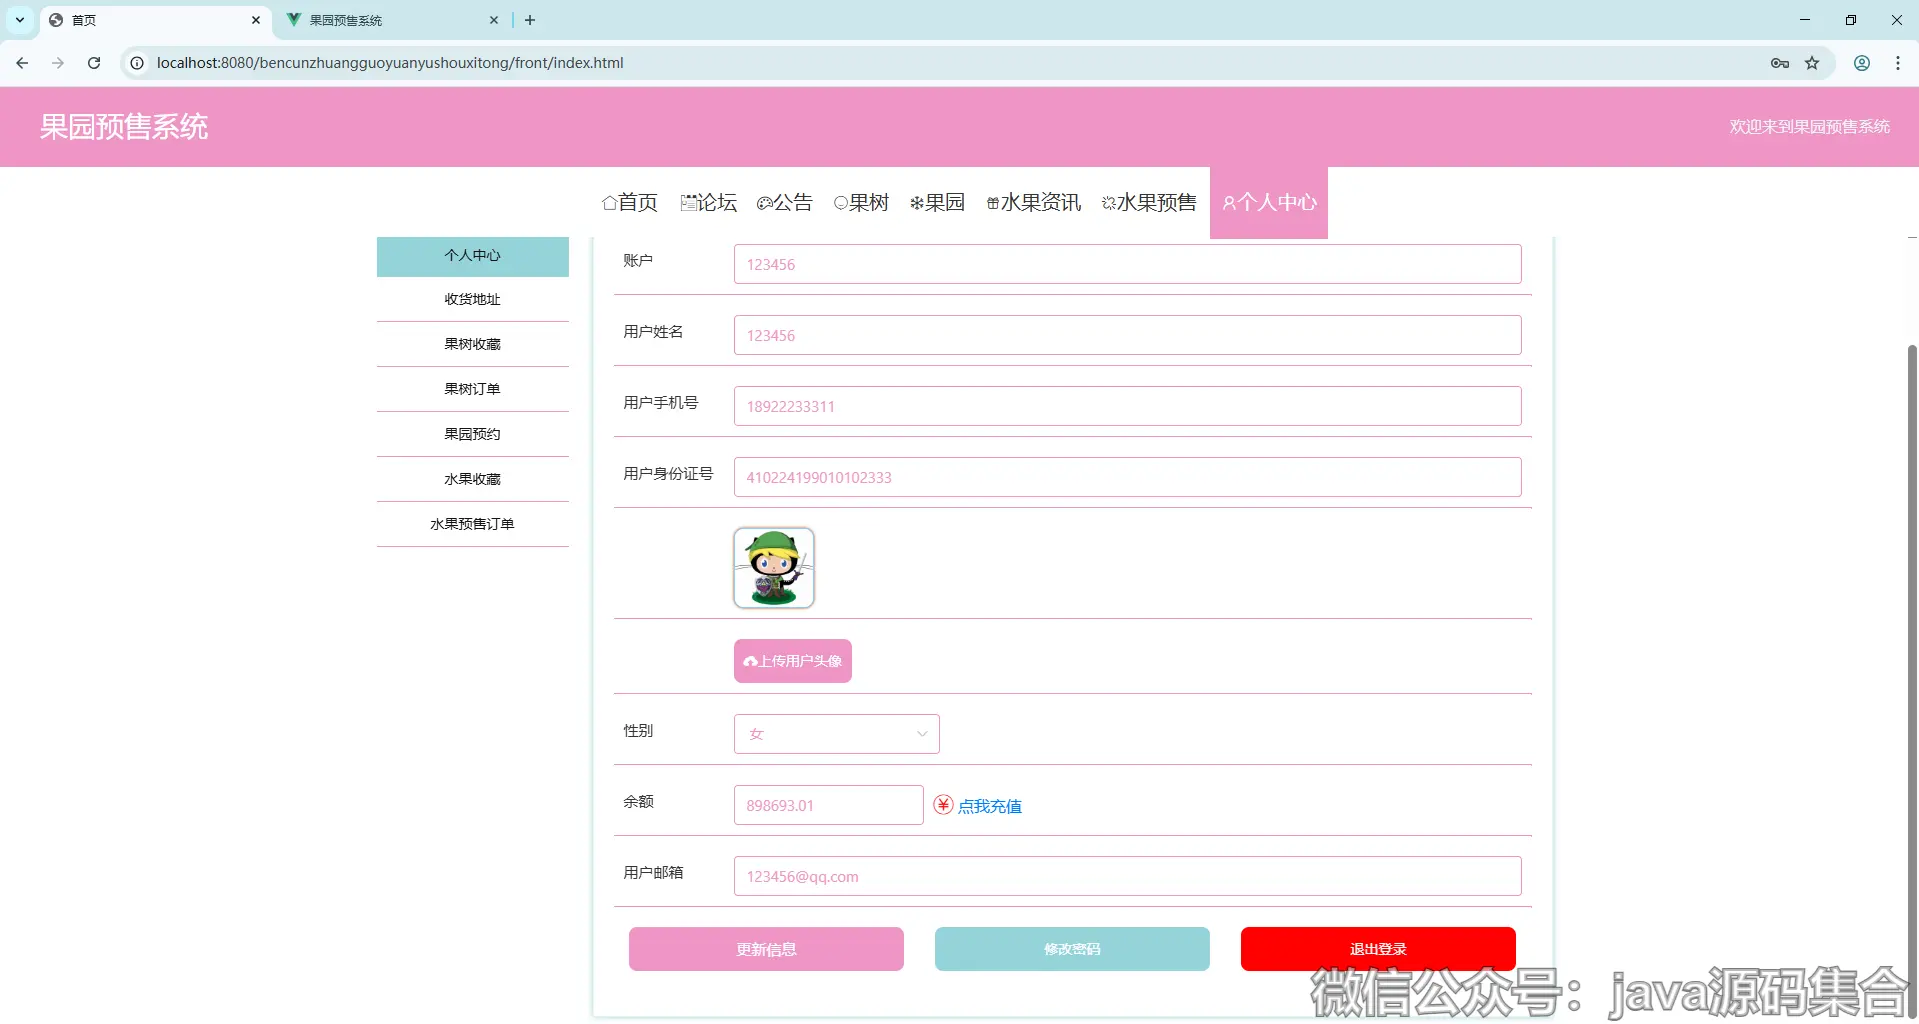 首页
果园预售系统
localhost:8080/bencunzhuangguoyuanyushouxitong/front/index.html
果园预售系统
欢迎来到果园预售系统
首页
论坛
公告
果树
果园
水果资讯
水果预售
个人中心
个人中心
收货地址
果树收藏
果树订单
果园预约
水果收藏
水果预售订单
账户 123456
用户姓名 123456
用户手机号 18922233311
用户身份证号 410224199010102333
上传用户头像
性别 女
余额 898693.01 点我充值
用户邮箱 123456@qq.com
更新信息
修改密码
退出登录
微信公众号：java源码集合